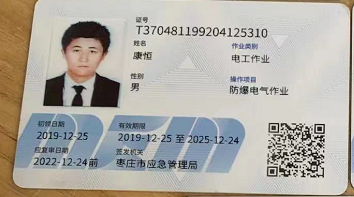 证号
T370481199204125310
姓名
康恒
作业类别
电工作业
性别
男
操作项目
防爆电气作业
初领日期
2019-12-25
有效期限
2019-12-25 至 2025-12-24
应复审日期
2022-12-24前
签发机关
枣庄市应急管理局